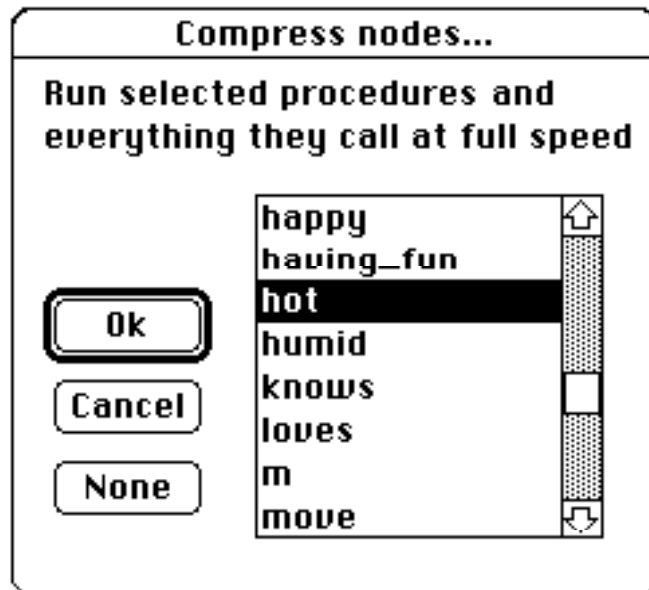 Compress nodes...
Run selected procedures and
everything they call at full speed
happy
having_fun
hot
humid
knows
loves
m
move
Ok
Cancel
None